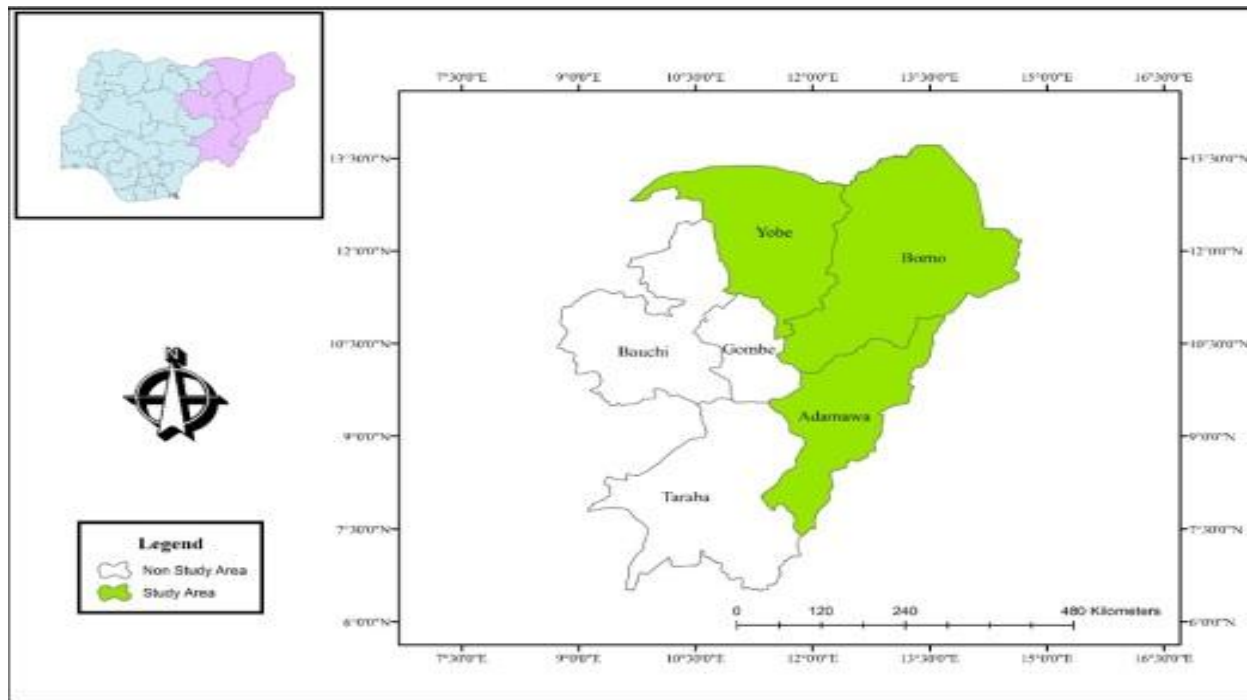 7°30'0"E 9°0'0"E 10°30'0"E 12°0'0"E 13°30'0"E 15°0'0"E 16°30'0"E
13°30'0"N 13°30'0"N
Yobe
12°0'0"N 12°0'0"N
Borno
N
10°30'0"N Bauchi Gombe 10°30'0"N
Adamawa
9°0'0"N 9°0'0"N
Taraba
7°30'0"N 7°30'0"N
Legend
Non Study Area
Study Area
0 120 240 480 Kilometers
6°0'0"N 6°0'0"N
7°30'0"E 9°0'0"E 10°30'0"E 12°0'0"E 13°30'0"E 15°0'0"E 16°30'0"E